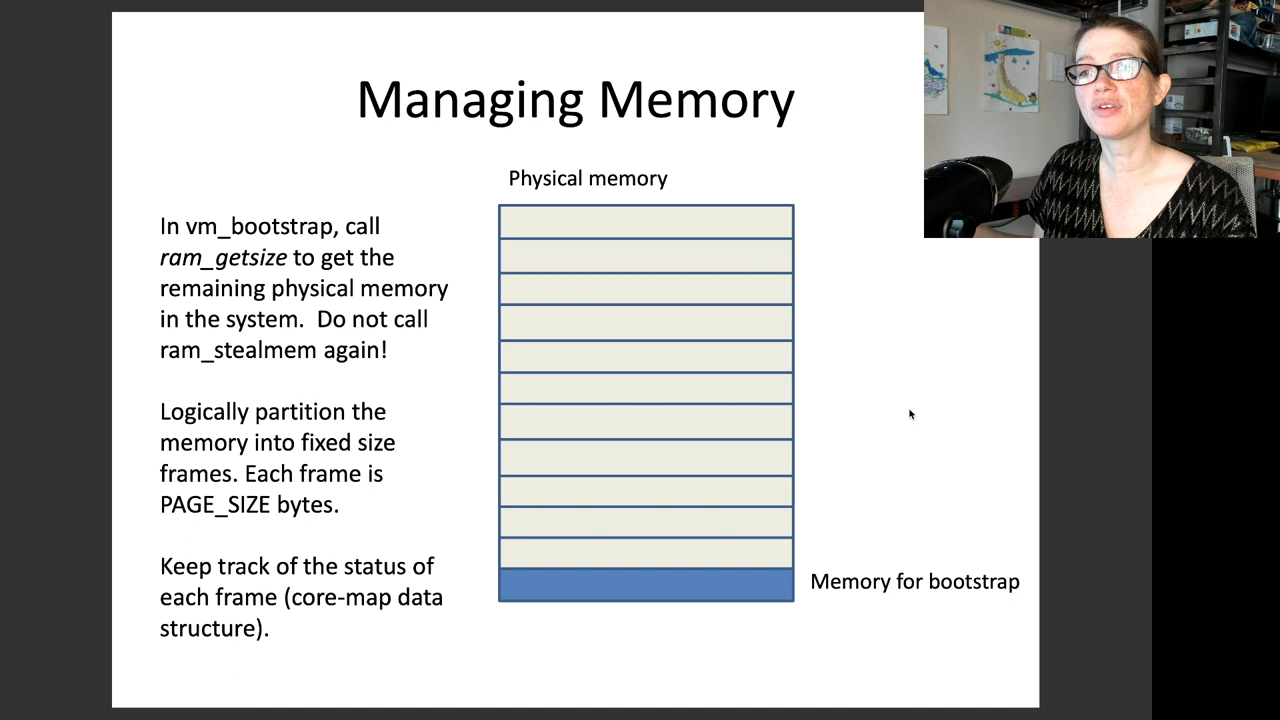 Managing Memory
Physical memory
In vm_bootstrap, call
ram_getsize to get the
remaining physical memory
in the system.  Do not call
ram_stealmem again!
Logically partition the
memory into fixed size
frames. Each frame is
PAGE_SIZE bytes.
Keep track of the status of
each frame (core-map data
structure).
Memory for bootstrap